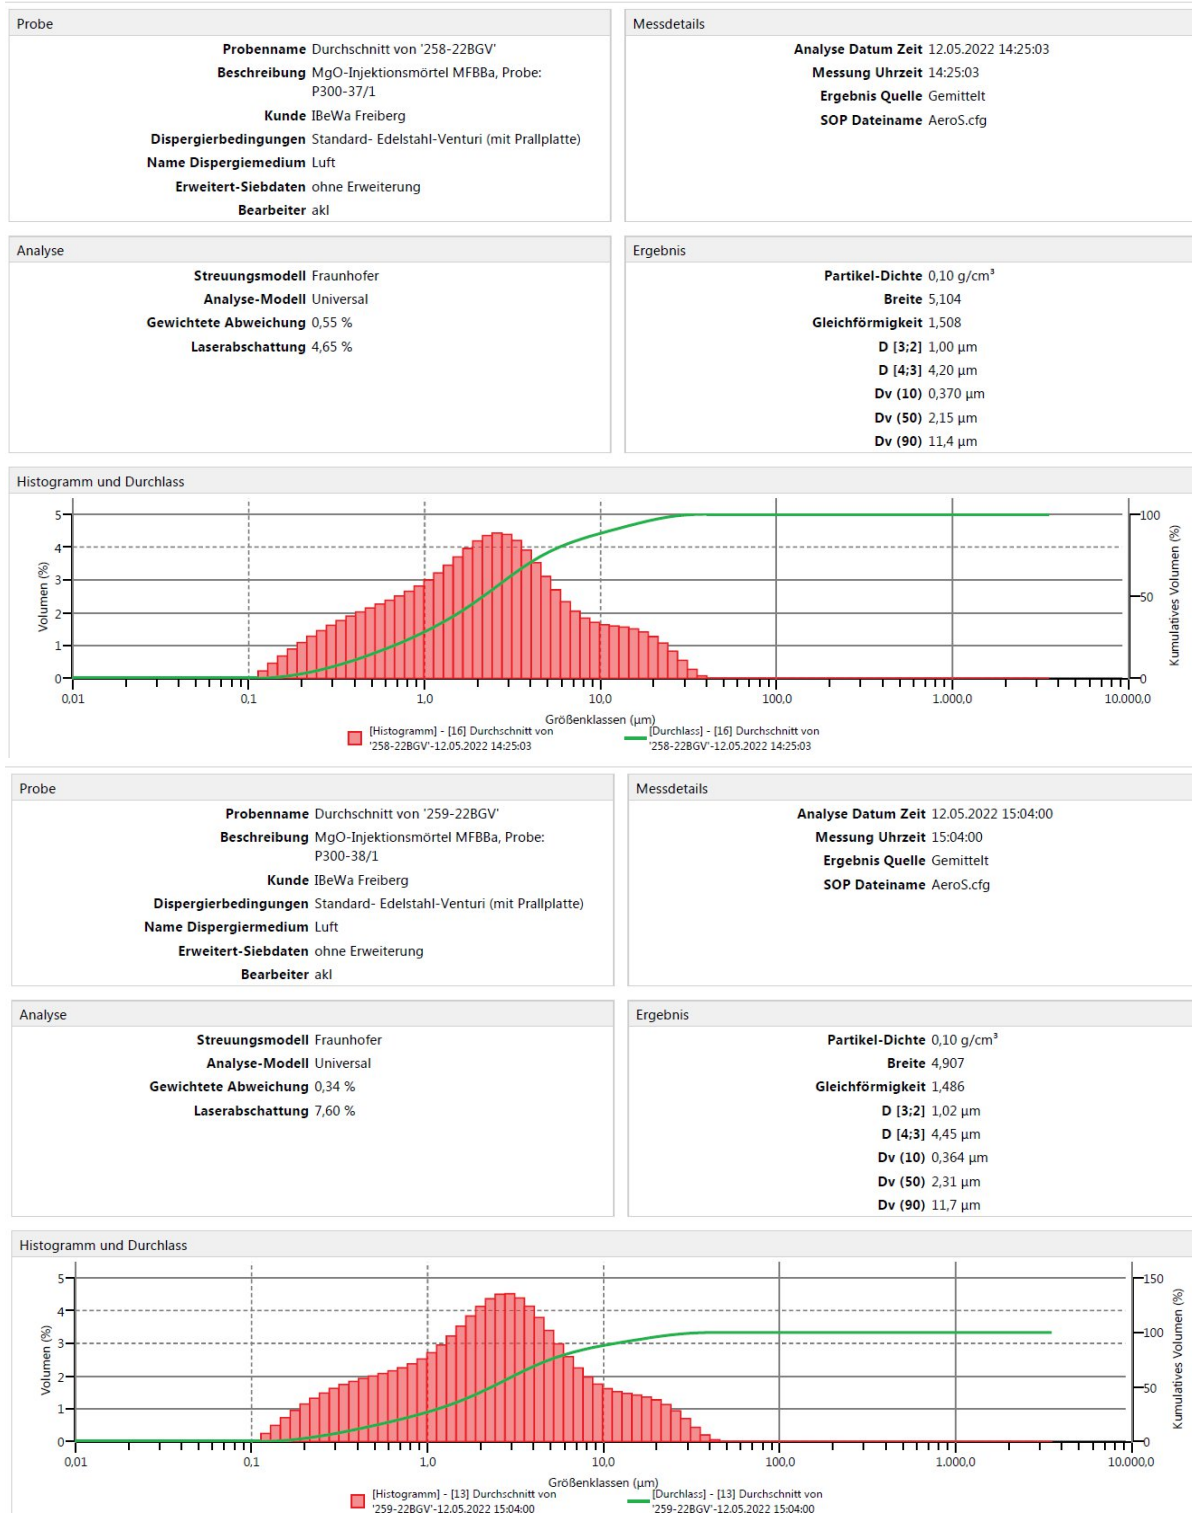 Probe
Probenname Durchschnitt von '258-22BGV'
Beschreibung MgO-Injektionsmörtel MFBBa, Probe:
P300-37/1
Kunde IBeWa Freiberg
Dispergierbedingungen Standard- Edelstahl-Venturi (mit Prallplatte)
Name Dispergiemedium Luft
Erweitert-Siebdaten ohne Erweiterung
Bearbeiter akl
Messdetails
Analyse Datum Zeit 12.05.2022 14:25:03
Messung Uhrzeit 14:25:03
Ergebnis Quelle Gemittelt
SOP Dateiname AeroS.cfg
Analyse
Streuungsmodell Fraunhofer
Analyse-Modell Universal
Gewichtete Abweichung 0,55 %
Laserabschattung 4,65 %
Ergebnis
Partikel-Dichte 0,10 g/cm³
Breite 5,104
Gleichförmigkeit 1,508
D [3;2] 1,00 µm
D [4;3] 4,20 µm
Dv (10) 0,370 µm
Dv (50) 2,15 µm
Dv (90) 11,4 µm
Histogramm und Durchlass
Volumen (%)
5
4
3
2
1
0
100
50
0
Kumulatives Volumen (%)
0,01 0,1 1,0 10,0 100,0 1.000,0 10.000,0
Größenklassen (µm)
[Histogramm] - [16] Durchschnitt von
'258-22BGV'-12.05.2022 14:25:03
[Durchlass] - [16] Durchschnitt von
'258-22BGV'-12.05.2022 14:25:03
Probe
Probenname Durchschnitt von '259-22BGV'
Beschreibung MgO-Injektionsmörtel MFBBa, Probe:
P300-38/1
Kunde IBeWa Freiberg
Dispergierbedingungen Standard- Edelstahl-Venturi (mit Prallplatte)
Name Dispergiermedium Luft
Erweitert-Siebdaten ohne Erweiterung
Bearbeiter akl
Messdetails
Analyse Datum Zeit 12.05.2022 15:04:00
Messung Uhrzeit 15:04:00
Ergebnis Quelle Gemittelt
SOP Dateiname AeroS.cfg
Analyse
Streuungsmodell Fraunhofer
Analyse-Modell Universal
Gewichtete Abweichung 0,34 %
Laserabschattung 7,60 %
Ergebnis
Partikel-Dichte 0,10 g/cm³
Breite 4,907
Gleichförmigkeit 1,486
D [3;2] 1,02 µm
D [4;3] 4,45 µm
Dv (10) 0,364 µm
Dv (50) 2,31 µm
Dv (90) 11,7 µm
Histogramm und Durchlass
Volumen (%)
5
4
3
2
1
0
150
100
50
0
Kumulatives Volumen (%)
0,01 0,1 1,0 10,0 100,0 1.000,0 10.000,0
Größenklassen (µm)
[Histogramm] - [13] Durchschnitt von
'259-22BGV'-12.05.2022 15:04:00
[Durchlass] - [13] Durchschnitt von
'259-22BGV'-12.05.2022 15:04:00